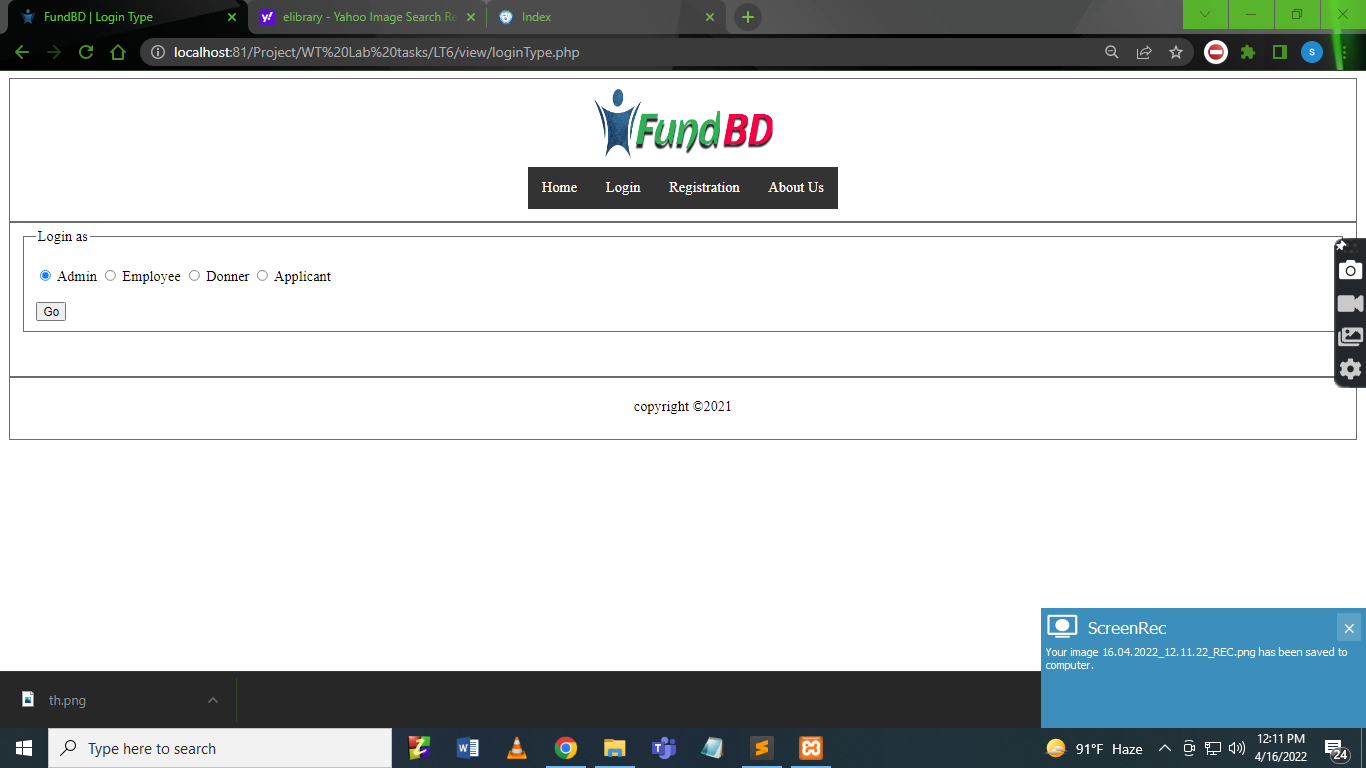 FundBD | Login Type
elibrary - Yahoo Image Search Re
Index
localhost:81/Project/WT%20Lab%20tasks/LT6/view/loginType.php
S
FundBD
Home Login Registration About Us
Login as
Admin Employee Donner Applicant
Go
copyright ©2021
ScreenRec
Your image 16.04.2022_12.11.22_REC.png has been saved to
computer.
th.png
Type here to search
91°F Haze
12:11 PM
4/16/2022
24